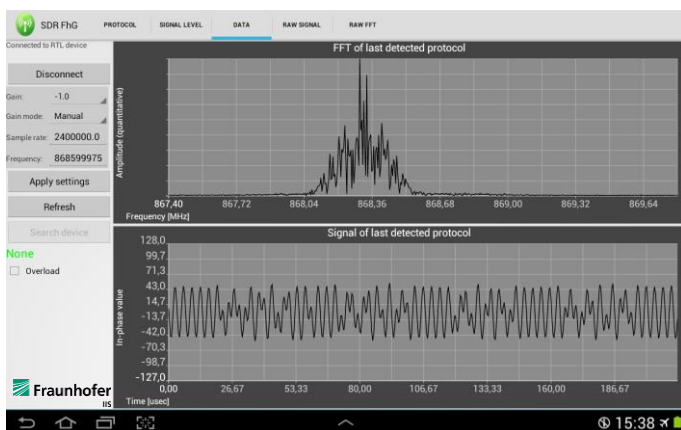 SDR FhG
PROTOCOL SIGNAL LEVEL DATA RAW SIGNAL RAW FFT
Connected to RTL device
Disconnect
Gain: -1.0
Gain mode: Manual
Sample rate: 2400000.0
Frequency: 868599975
Apply settings
Refresh
Search device
None
Overload
Fraunhofer
IIS
FFT of last detected protocol
Amplitude (quantitative)
867,40 867,72 868,04 868,36 868,68 869,00 869,32 869,64
Frequency [MHz]
Signal of last detected protocol
In-phase value
128,0
99,7
71,3
43,0
14,7
-13,7
-42,0
-70,3
-98,7
-127,0
0,00 26,67 53,33 80,00 106,67 133,33 160,00 186,67
Time [usec]
15:38